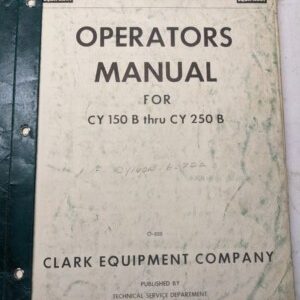 OPERATORS
MANUAL
FOR
CY 150 B thru CY 250 B
CLARK EQUIPMENT COMPANY
PUBLISHED BY
TECHNICAL SERVICE DEPARTMENT